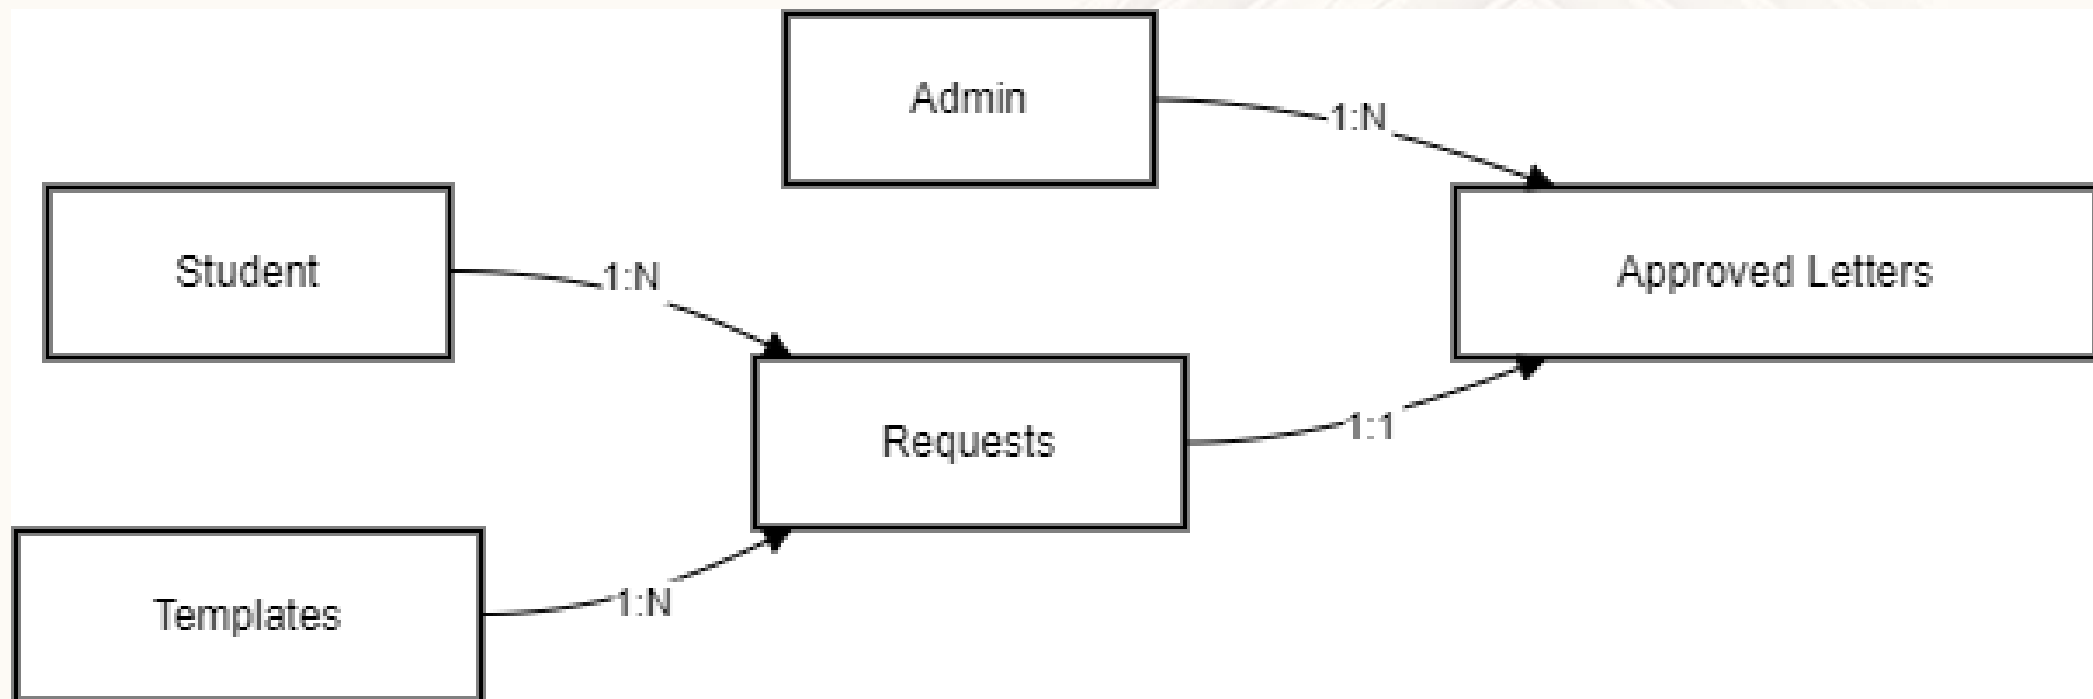 Admin
1:N
Student
1:N
Approved Letters
Requests
1:1
Templates
1:N